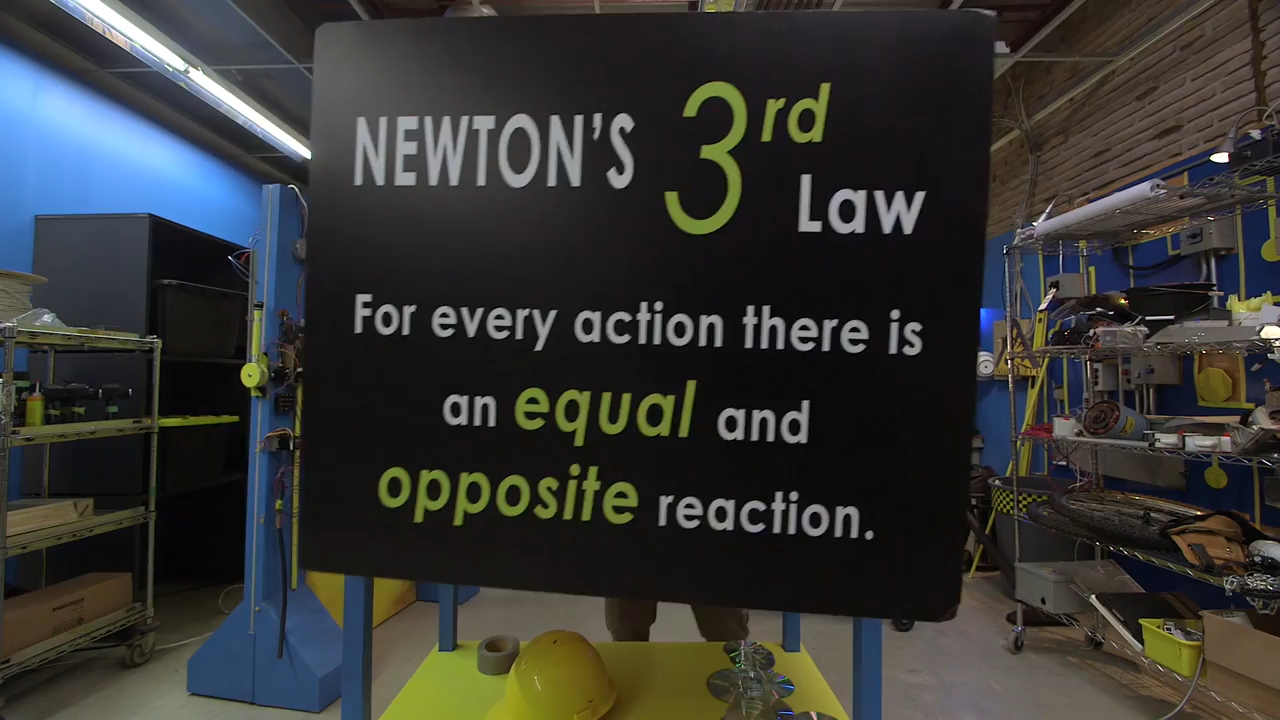 NEWTON'S 3rd
Law
For every action there is
an equal and
opposite reaction.